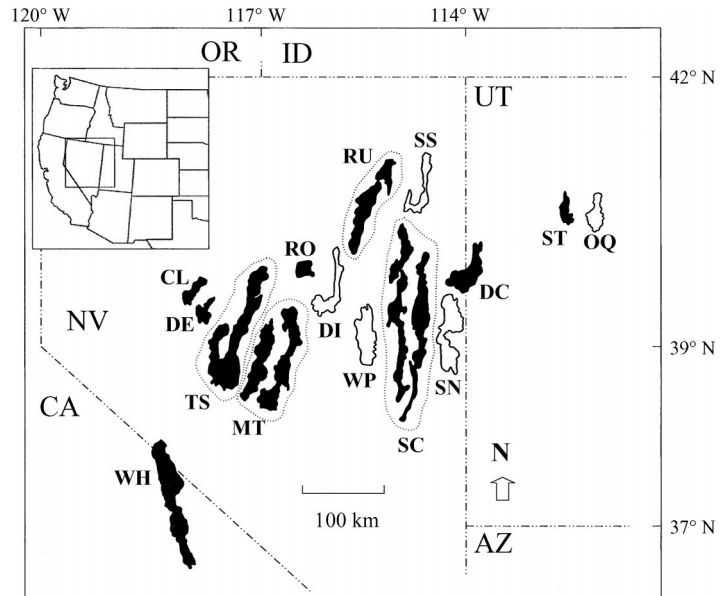 120° W 117° W 114° W
OR ID
42° N
UT
SS
RU
ST OQ
RO
CL
DC
DE
NV
DI
39° N
WP SN
TS
CA
MT
SC
N
WH
100 km
37° N
AZ